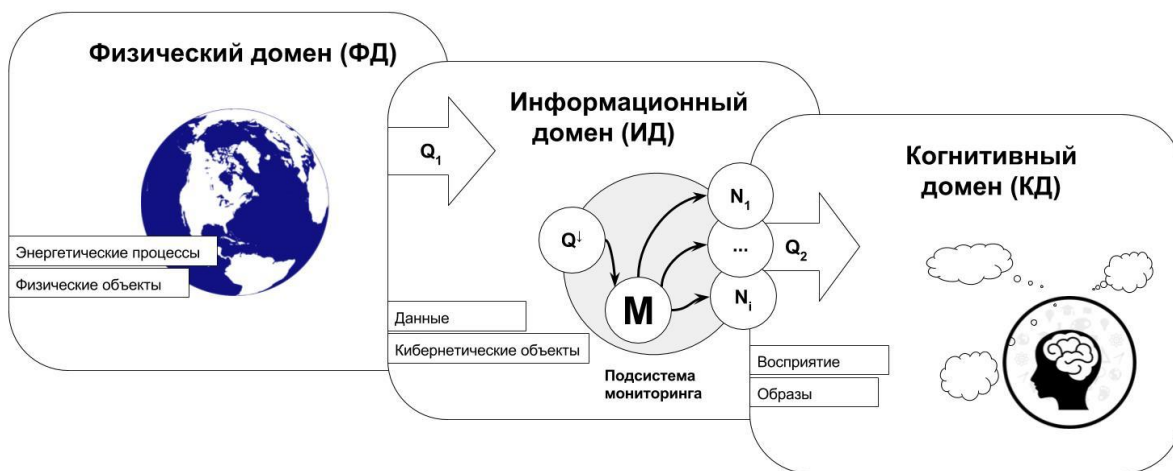 Физический домен (ФД)
Энергетические процессы
Физические объекты
Q1
Информационный
домен (ИД)
Q↓
M
N1
...
Ni
Данные
Кибернетические объекты
Подсистема
мониторинга
Q2
Когнитивный
домен (КД)
Восприятие
Образы